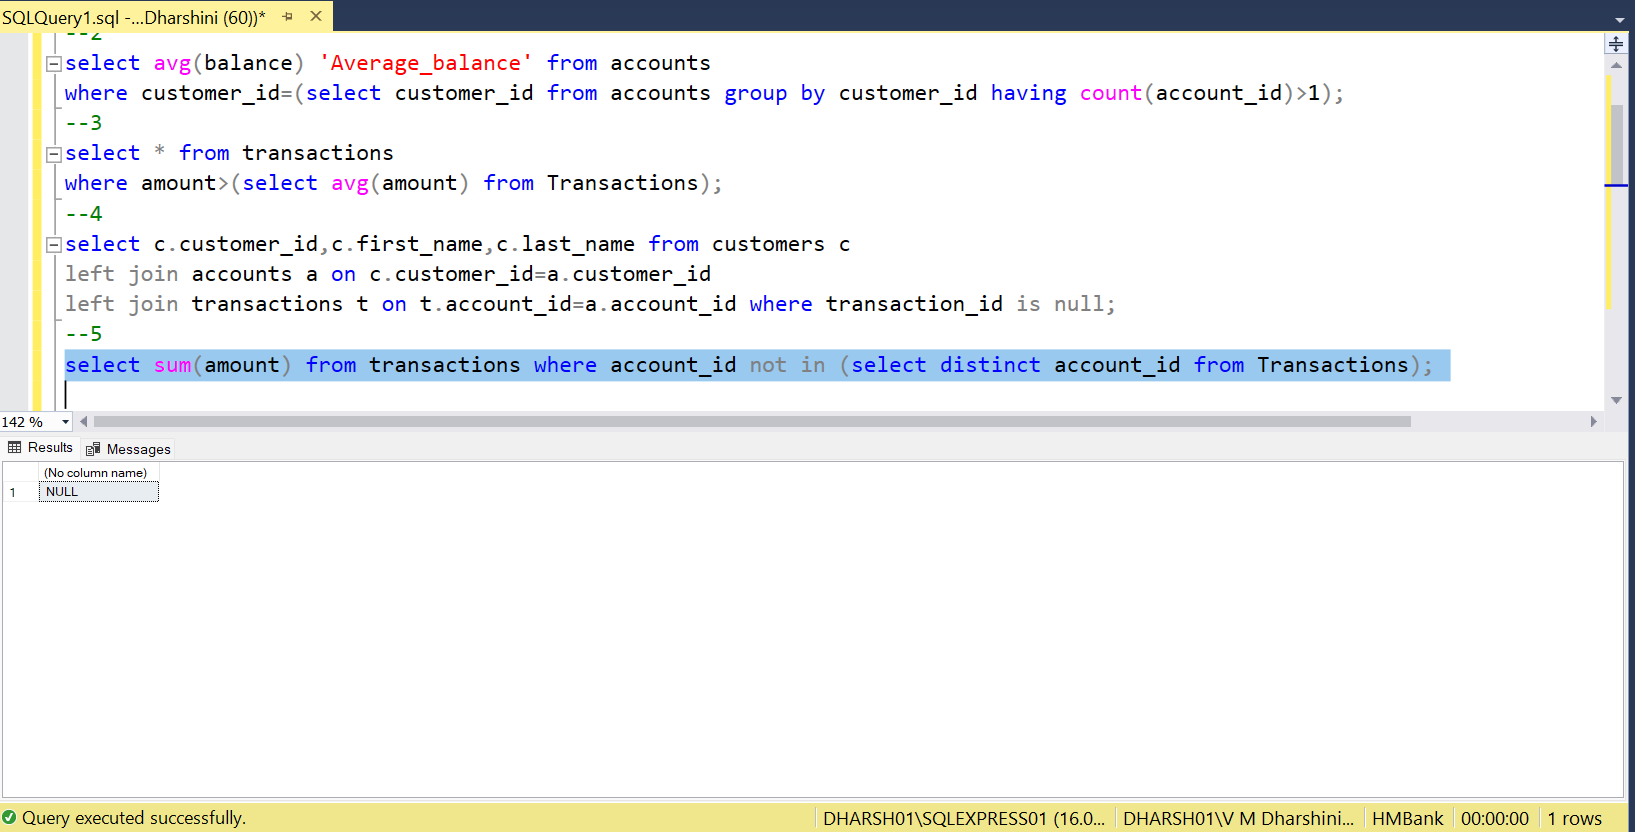 SQLQuery1.sql -...Dharshini (60))*
--2
select avg(balance) 'Average_balance' from accounts
where customer_id=(select customer_id from accounts group by customer_id having count(account_id)>1);
--3
select * from transactions
where amount>(select avg(amount) from Transactions);
--4
select c.customer_id,c.first_name,c.last_name from customers c
left join accounts a on c.customer_id=a.customer_id
left join transactions t on t.account_id=a.account_id where transaction_id is null;
--5
select sum(amount) from transactions where account_id not in (select distinct account_id from Transactions);
142 %
Results Messages
(No column name)
1 NULL
Query executed successfully. DHARSH01\SQLEXPRESS01 (16.0... DHARSH01\V M Dharshini... HMBank 00:00:00 1 rows